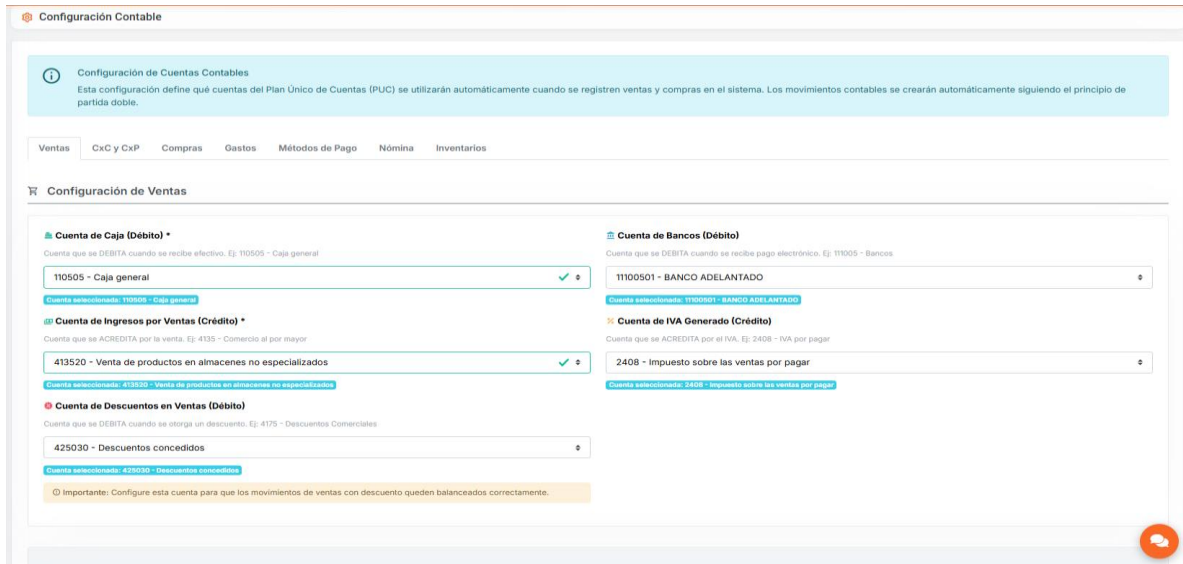 Configuración Contable
Configuración de Cuentas Contables
Esta configuración define qué cuentas del Plan Único de Cuentas (PUC) se utilizarán automáticamente cuando se registren ventas y compras en el sistema. Los movimientos contables se crearán automáticamente siguiendo el principio de
partida doble.
Ventas CxC y CxP Compras Gastos Métodos de Pago Nómina Inventarios
Configuración de Ventas
Cuenta de Caja (Débito) *
Cuenta que se DEBITA cuando se recibe efectivo. Ej: 110505 - Caja general
110505 - Caja general
Cuenta seleccionada: 110505 - Caja general
Cuenta de Bancos (Débito)
Cuenta que se DEBITA cuando se recibe pago electrónico. Ej: 111005 - Bancos
11100501 - BANCO ADELANTADO
Cuenta seleccionada: 11100501 - BANCO ADELANTADO
Cuenta de Ingresos por Ventas (Crédito) *
Cuenta que se ACREDITA por la venta. Ej: 4135 - Comercio al por mayor
413520 - Venta de productos en almacenes no especializados
Cuenta seleccionada: 413520 - Venta de productos en almacenes no especializados
Cuenta de IVA Generado (Crédito)
Cuenta que se ACREDITA por el IVA. Ej: 2408 - IVA por pagar
2408 - Impuesto sobre las ventas por pagar
Cuenta seleccionada: 2408 - Impuesto sobre las ventas por pagar
Cuenta de Descuentos en Ventas (Débito)
Cuenta que se DEBITA cuando se otorga un descuento. Ej: 4175 - Descuentos Comerciales
425030 - Descuentos concedidos
Cuenta seleccionada: 425030 - Descuentos concedidos
Importante: Configure esta cuenta para que los movimientos de ventas con descuento queden balanceados correctamente.